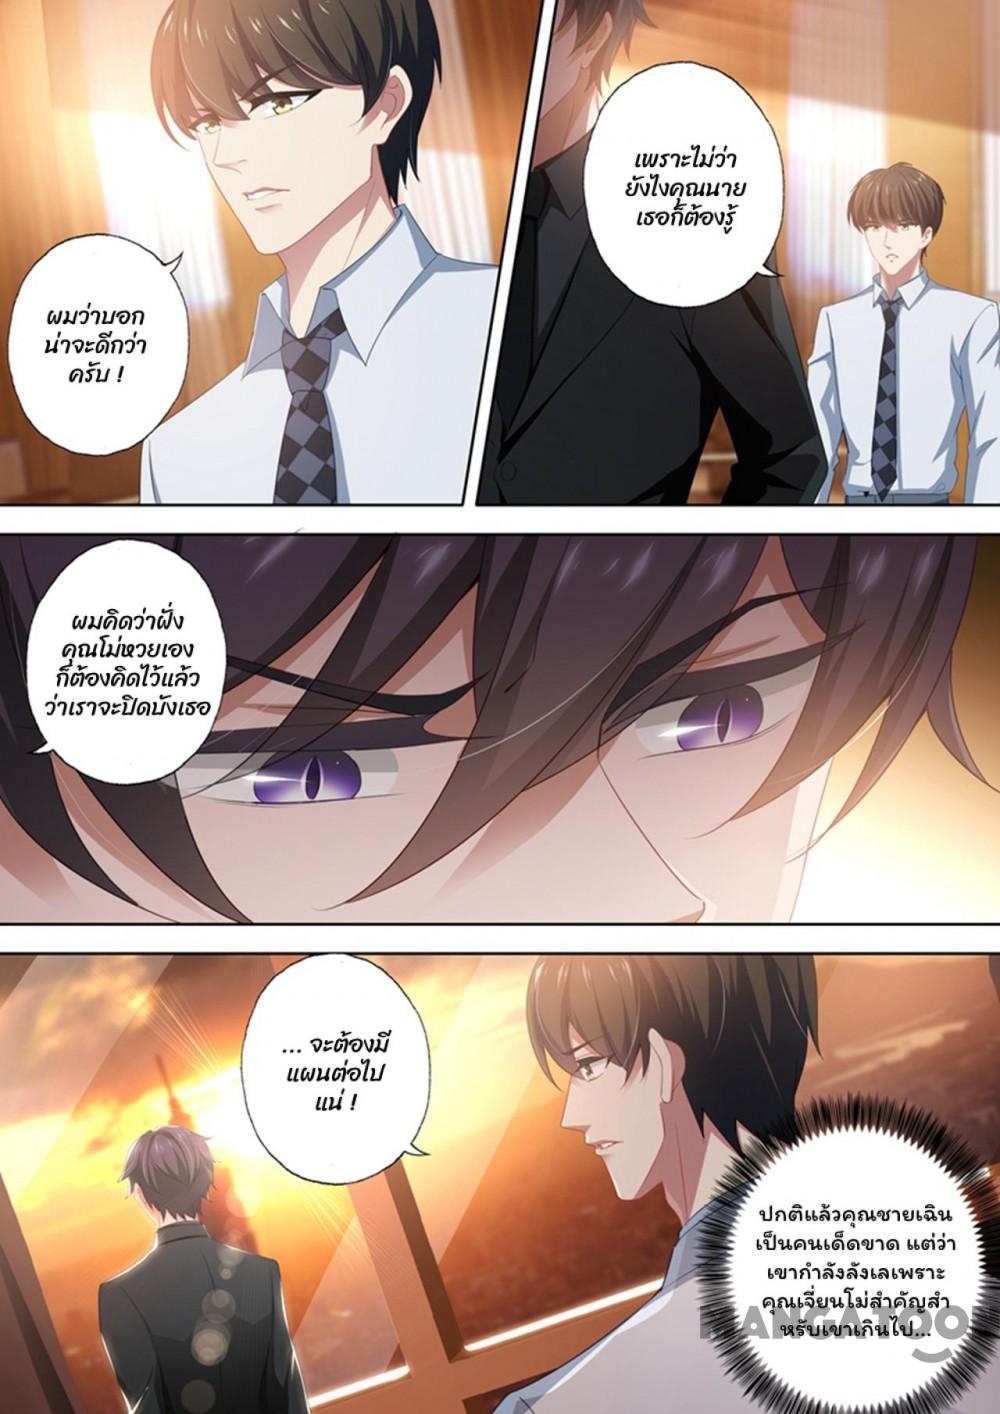 ผมว่าบอก
น่าจะดีกว่า
ครับ !
เพราะไม่ว่า
ยังไงคุณนาย
เธอก็ต้องรู้
ผมคิดว่าฝั่ง
คุณโม่หวยเอง
ก็ต้องคิดไว้แล้ว
ว่าเราจะปิดบังเธอ
... จะต้องมี
แผนต่อไป
แน่ !
ปกติแล้วคุณชายเฉิน
เป็นคนเด็ดขาด แต่ว่า
เขากำลังลังเลเพราะ
คุณเจี่ยนโม่สำคัญสำ
หรับเขาเกินไป...
MANGATOON